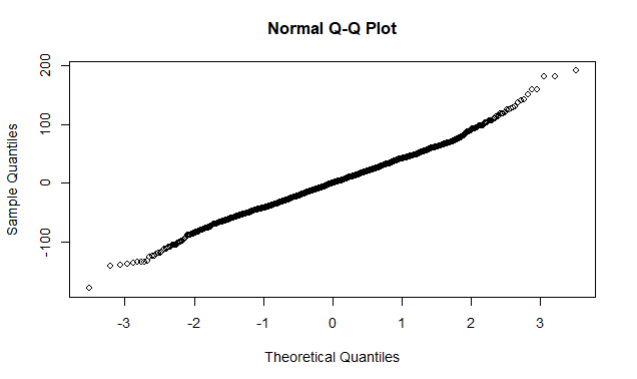 Normal Q-Q Plot
200
100
0
-100
Sample Quantiles
-3 -2 -1 0 1 2 3
Theoretical Quantiles